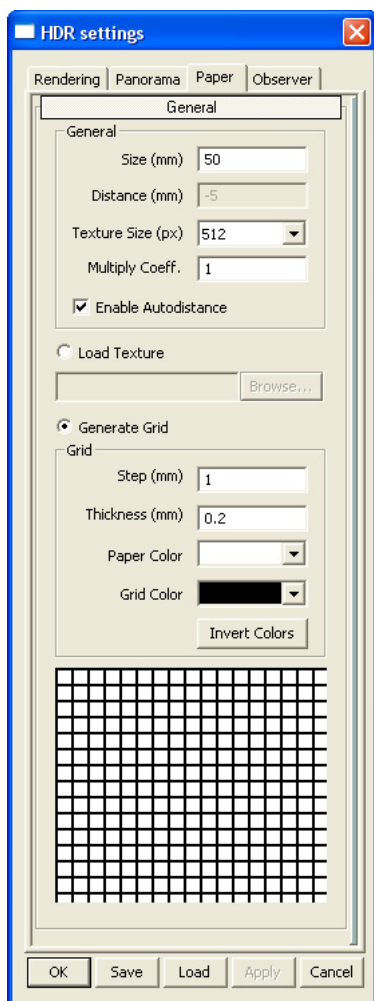 HDR settings
Rendering Panorama Paper Observer
General
General
Size (mm) 50
Distance (mm) -5
Texture Size (px) 512
Multiply Coeff. 1
Enable Autodistance
Load Texture
Browse...
Generate Grid
Grid
Step (mm) 1
Thickness (mm) 0.2
Paper Color
Grid Color
Invert Colors
OK Save Load Apply Cancel